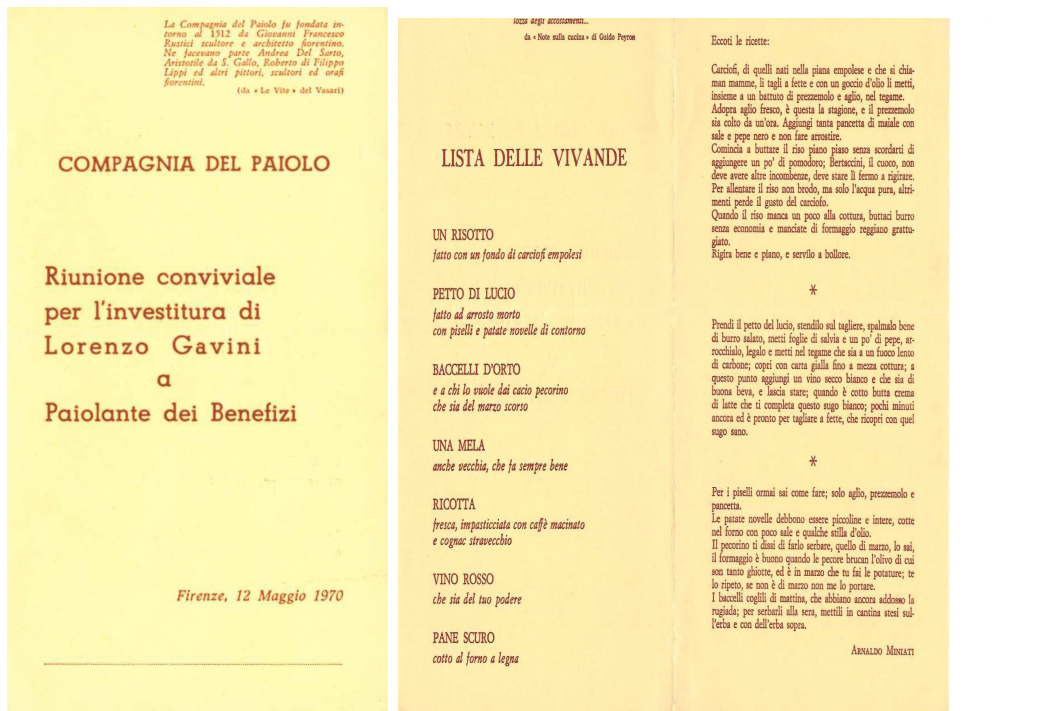 La Compagnia del Paiolo fu fondata in-
torno al 1512 da Giovanni Francesco
Rustici scultore e architetto fiorentino.
Ne facevano parte Andrea Del Sarto,
Aristotile da S. Gallo, Roberto di Filippo
Lippi ed altri pittori, scultori ed orafi
fiorentini.
(da « Le Vite » del Vasari)
COMPAGNIA DEL PAIOLO
Riunione conviviale
per l'investitura di
Lorenzo Gavini
a
Paiolante dei Benefizi
Firenze, 12 Maggio 1970
degli accostamenti..
da « Note sulla cucina » di Guido Peyron
LISTA DELLE VIVANDE
UN RISOTTO
fatto con un fondo di carciofi empolesi
PETTO DI LUCIO
fatto ad arrosto morto
con piselli e patate novelle di contorno
BACCELLI D'ORTO
e a chi lo vuole dai cacio pecorino
che sia del marzo scorso
UNA MELA
anche vecchia, che fa sempre bene
RICOTTA
fresca, impasticciata con caffè macinato
e cognac stravecchio
VINO ROSSO
che sia del tuo podere
PANE SCURO
cotto al forno a legna
Eccoti le ricette:
Carciofi, di quelli nati nella piana empolese e che si chia-
man mamme, li tagli a fette e con un goccio d'olio li metti,
insieme a un battuto di prezzemolo e aglio, nel tegame.
Adopra aglio fresco, è questa la stagione, e il prezzemolo
sia colto da un'ora. Aggiungi tanta pancetta di maiale con
sale e pepe nero e non fare arrostire.
Comincia a buttare il riso piano piaso senza scordarti di
aggiungere un po' di pomodoro; Bertaccini, il cuoco, non
deve avere altre incombenze, deve stare lì fermo a rigirare.
Per allentare il riso non brodo, ma solo l'acqua pura, altri-
menti perde il gusto del carciofo.
Quando il riso manca un poco alla cottura, buttaci burro
senza economia e manciate di formaggio reggiano grattu-
giato.
Rigira bene e piano, e servilo a bollore.
*
Prendi il petto del lucio, stendilo sul tagliere, spalmalo bene
di burro salato, metti foglie di salvia e un po' di pepe, ar-
rocchialo, legalo e metti nel tegame che sia a un fuoco lento
di carbone; copri con carta gialla fino a mezza cottura; a
questo punto aggiungi un vino secco bianco e che sia di
buona beva, e lascia stare; quando è cotto butta crema
di latte che ti completa questo sugo bianco; pochi minuti
ancora ed è pronto per tagliare a fette, che ricopri con quel
sugo sano.
*
Per i piselli ormai sai come fare; solo aglio, prezzemolo e
pancetta.
Le patate novelle debbono essere piccoline e intere, cotte
nel forno con poco sale e qualche stilla d'olio.
Il pecorino ti dissi di farlo serbare, quello di marzo, lo sai,
il formaggio è buono quando le pecore brucan l'olivo di cui
son tanto ghiotte, ed è in marzo che tu fai le potature; te
lo ripeto, se non è di marzo non me lo portare.
I baccelli coglili di mattina, che abbiano ancora addosso la
rugiada; per serbarli alla sera, mettili in cantina stesi sul-
l'erba e con dell'erba sopra.
ARNALDO MINIATI